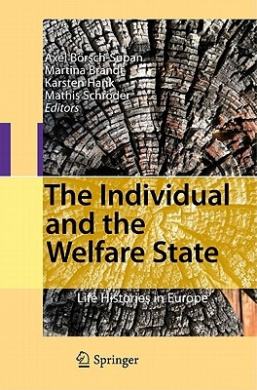 Axel Börsch-Supan
Martina Brandt
Karsten Hank
Mathis Schröder
Editors
The Individual
and the
Welfare State
Life Histories in Europe
Springer